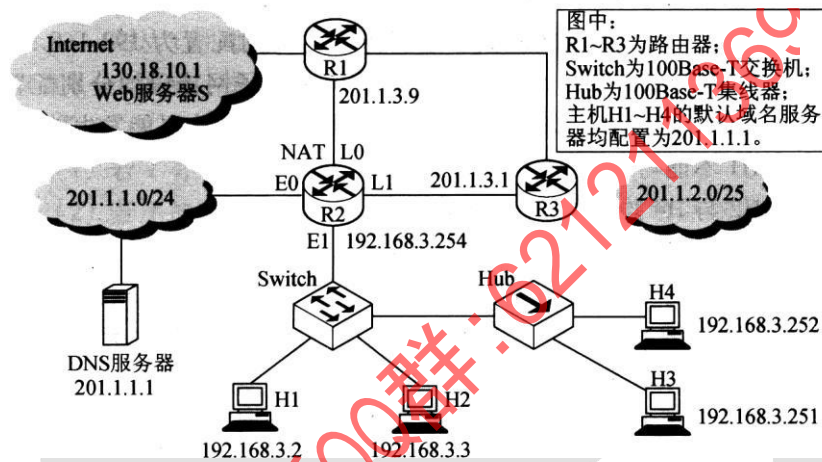 Internet
130.18.10.1
Web服务器S
R1
201.1.3.9
图中:
R1~R3为路由器;
Switch为100Base-T交换机;
Hub为100Base-T集线器;
主机H1~H4的默认域名服务
器均配置为201.1.1.1。
NAT
L0
201.1.1.0/24
E0
R2
L1
201.1.3.1
R3
201.1.2.0/25
E1
192.168.3.254
Switch
Hub
H4
192.168.3.252
DNS服务器
201.1.1.1
H1
192.168.3.2
H2
192.168.3.3
H3
192.168.3.251